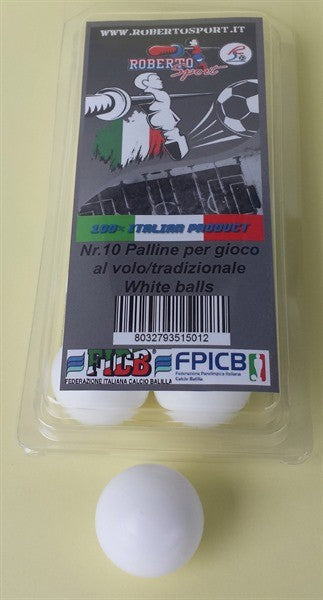 WWW.ROBERTOSPORT.IT
ROBERTO
Sport
100% ITALIAN PRODUCT
Nr.10 Palline per gioco
al volo/tradizionale
White balls
8032793515012
FICB
FEDERAZIONE ITALIANA CALCIO BALILLA
FPICB
Federazione Paralimpica Italiana
Calcio Balilla